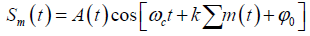 S_m(t) = A(t)cos[ω_c t + k∑m(t) + φ_0]